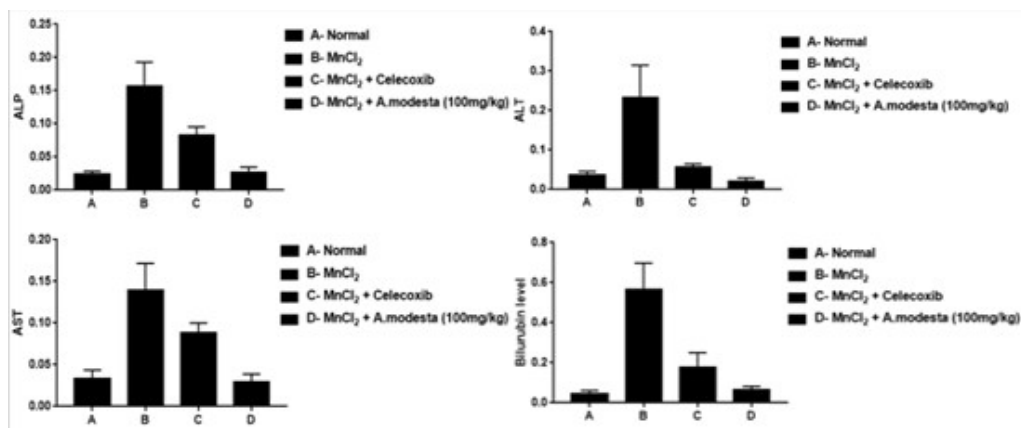 0.25
0.20
0.15
0.10
0.05
0.00
ALP
A B C D
A- Normal
B- MnCl₂
C- MnCl₂ + Celecoxib
D- MnCl₂ + A.modesta (100mg/kg)
0.4
0.3
0.2
0.1
0.0
ALT
A B C D
A- Normal
B- MnCl₂
C- MnCl₂ + Celecoxib
D- MnCl₂ + A.modesta (100mg/kg)
0.20
0.15
0.10
0.05
0.00
AST
A B C D
A- Normal
B- MnCl₂
C- MnCl₂ + Celecoxib
D- MnCl₂ + A.modesta (100mg/kg)
0.8
0.6
0.4
0.2
0.0
Bilurubin level
A B C D
A- Normal
B- MnCl₂
C- MnCl₂ + Celecoxib
D- MnCl₂ + A.modesta (100mg/kg)